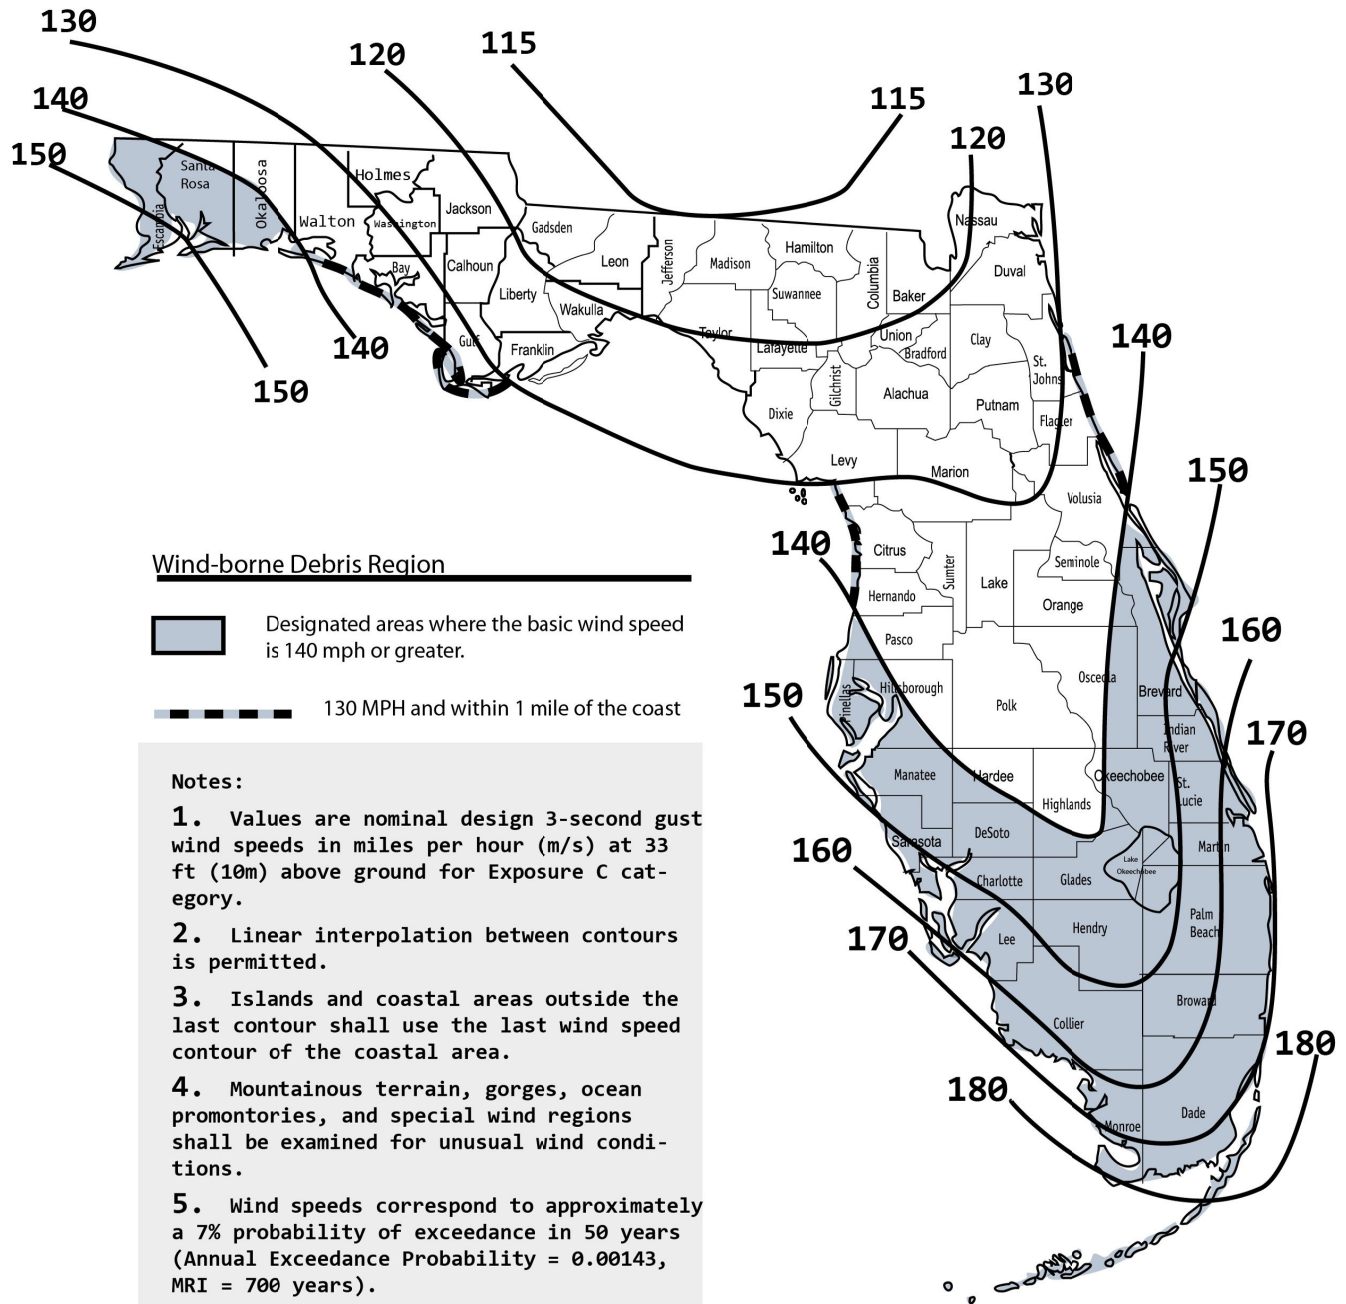 130
120
115
115
130
140
150
120
Santa
Rosa
Okaloosa
Escambia
Holmes
Walton
Washington
Jackson
Bay
Calhoun
Gulf
Liberty
Gadsden
Leon
Wakulla
Frankin
Jefferson
Madison
Taylor
Hamilton
Suwannee
Lafayette
Columbia
Baker
Nassau
Duval
Union
Bradford
Clay
St.
Johns
Dixie
Gilchrist
Alachua
Putnam
Flagler
Levy
Marion
Volusia
140
150
140
150
140
Citrus
Hernando
Sumter
Lake
Seminole
Orange
Pasco
Pinellas
Hillsborough
Polk
Osceola
Brevard
Indian
River
160
170
150
Manatee
Hardee
Highlands
Okeechobee
St.
Lucie
Sarasota
DeSoto
Martin
160
Charlotte
Glades
Lake
Okeechobee
170
Lee
Hendry
Palm
Beach
Collier
Broward
180
180
Monroe
Dade
Wind-borne Debris Region
Designated areas where the basic wind speed
is 140 mph or greater.
130 MPH and within 1 mile of the coast
Notes:
1. Values are nominal design 3-second gust
wind speeds in miles per hour (m/s) at 33
ft (10m) above ground for Exposure C cat-
egory.
2. Linear interpolation between contours
is permitted.
3. Islands and coastal areas outside the
last contour shall use the last wind speed
contour of the coastal area.
4. Mountainous terrain, gorges, ocean
promontories, and special wind regions
shall be examined for unusual wind condi-
tions.
5. Wind speeds correspond to approximately
a 7% probability of exceedance in 50 years
(Annual Exceedance Probability = 0.00143,
MRI = 700 years).